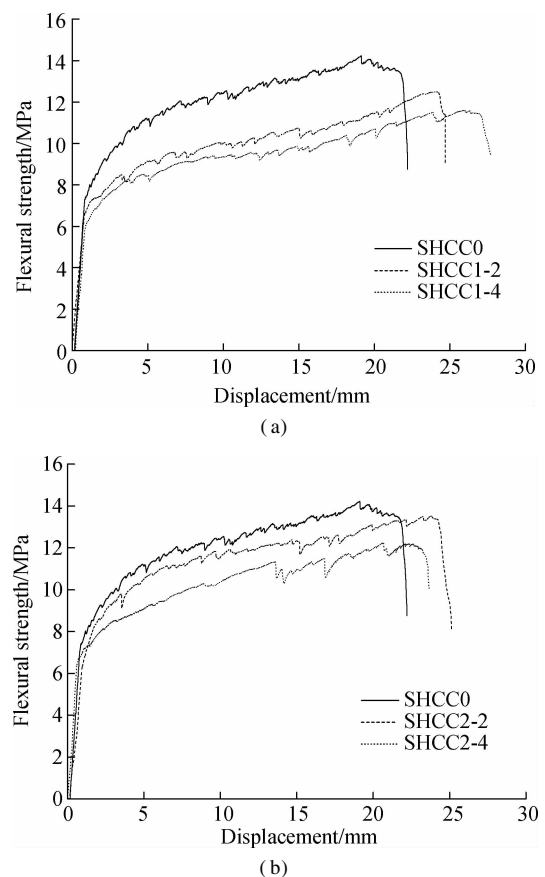 16
14
12
10
8
6
4
2
0
Flexural strength/MPa
SHCC0
SHCC1-2
SHCC1-4
5 10 15 20 25 30
Displacement/mm
(a)
16
14
12
10
8
6
4
2
0
Flexural strength/MPa
SHCC0
SHCC2-2
SHCC2-4
0 5 10 15 20 25 30
Displacement/mm
(b)